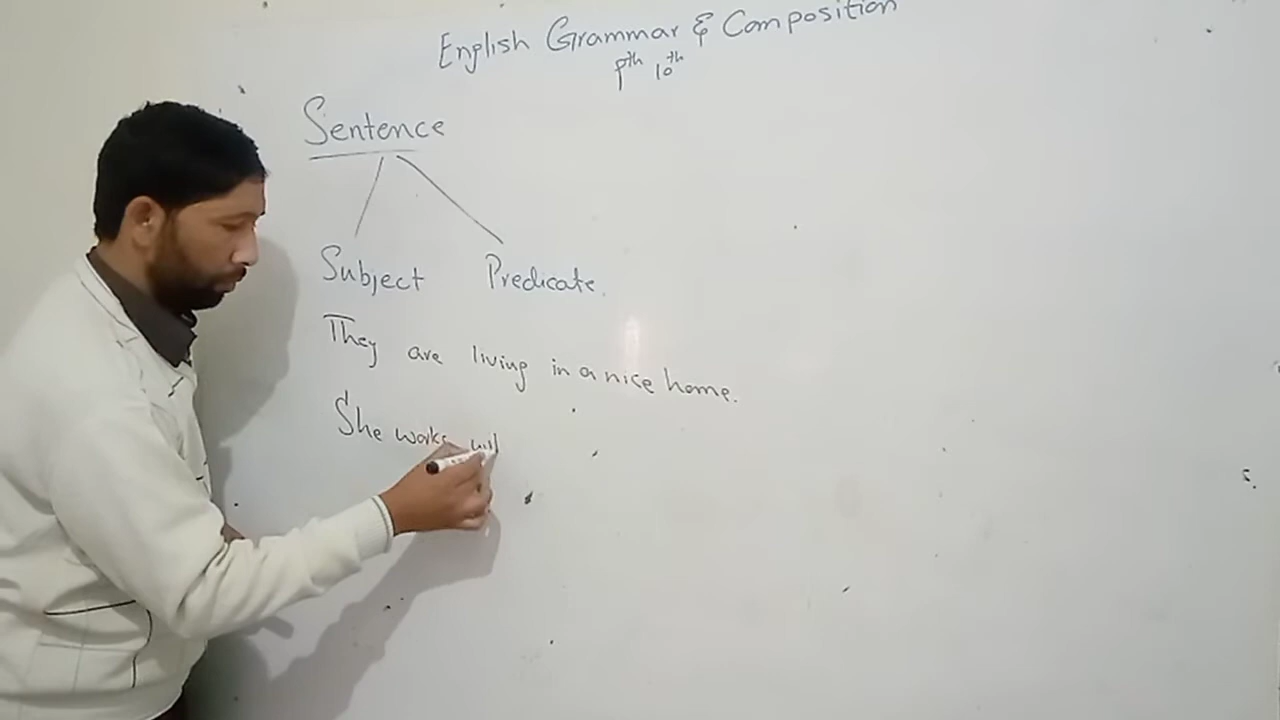 English Grammar & Composition
9th 10th
Sentence
Subject Predicate.
They are living in a nice home.
She works